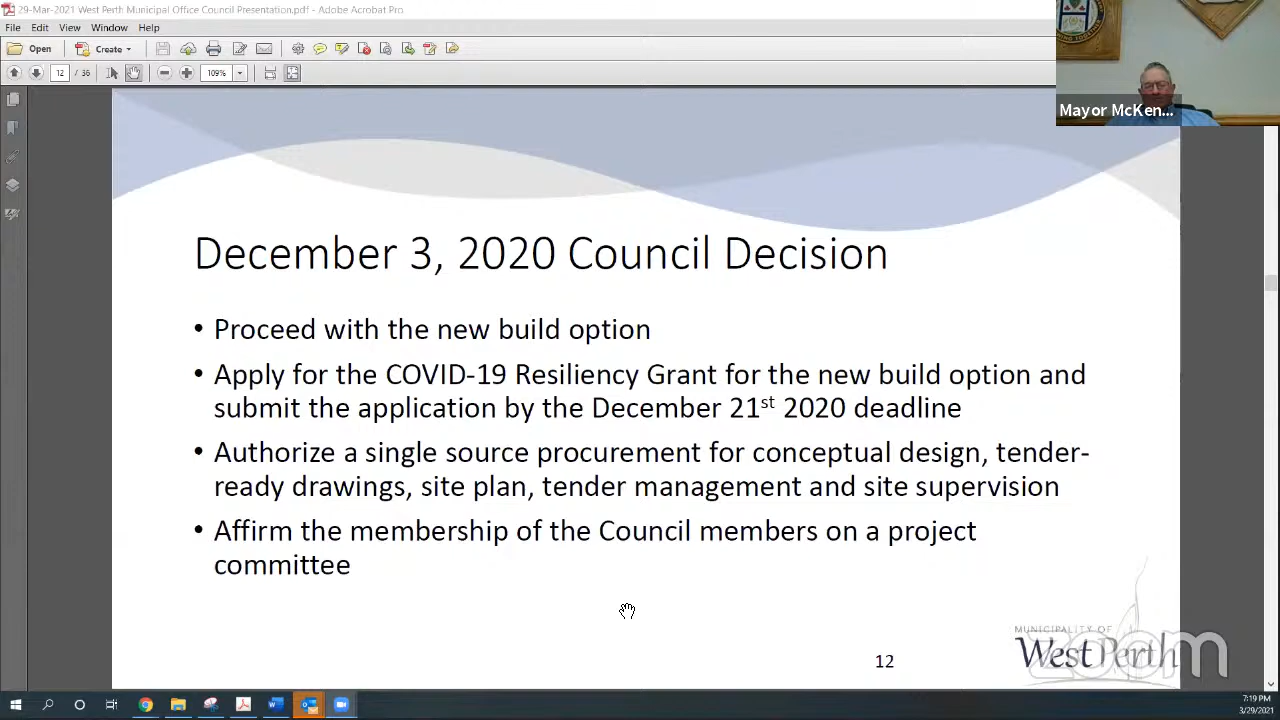 29-Mar-2021 West Perth Municipal Office Council Presentation.pdf - Adobe Acrobat Pro
File Edit View Window Help
Open Create
12 / 36 109%
Mayor McKen...
December 3, 2020 Council Decision
• Proceed with the new build option
• Apply for the COVID-19 Resiliency Grant for the new build option and
submit the application by the December 21st 2020 deadline
• Authorize a single source procurement for conceptual design, tender-
ready drawings, site plan, tender management and site supervision
• Affirm the membership of the Council members on a project
committee
MUNICIPALITY OF
West Perth
zoom
12
7:19 PM
3/29/2021